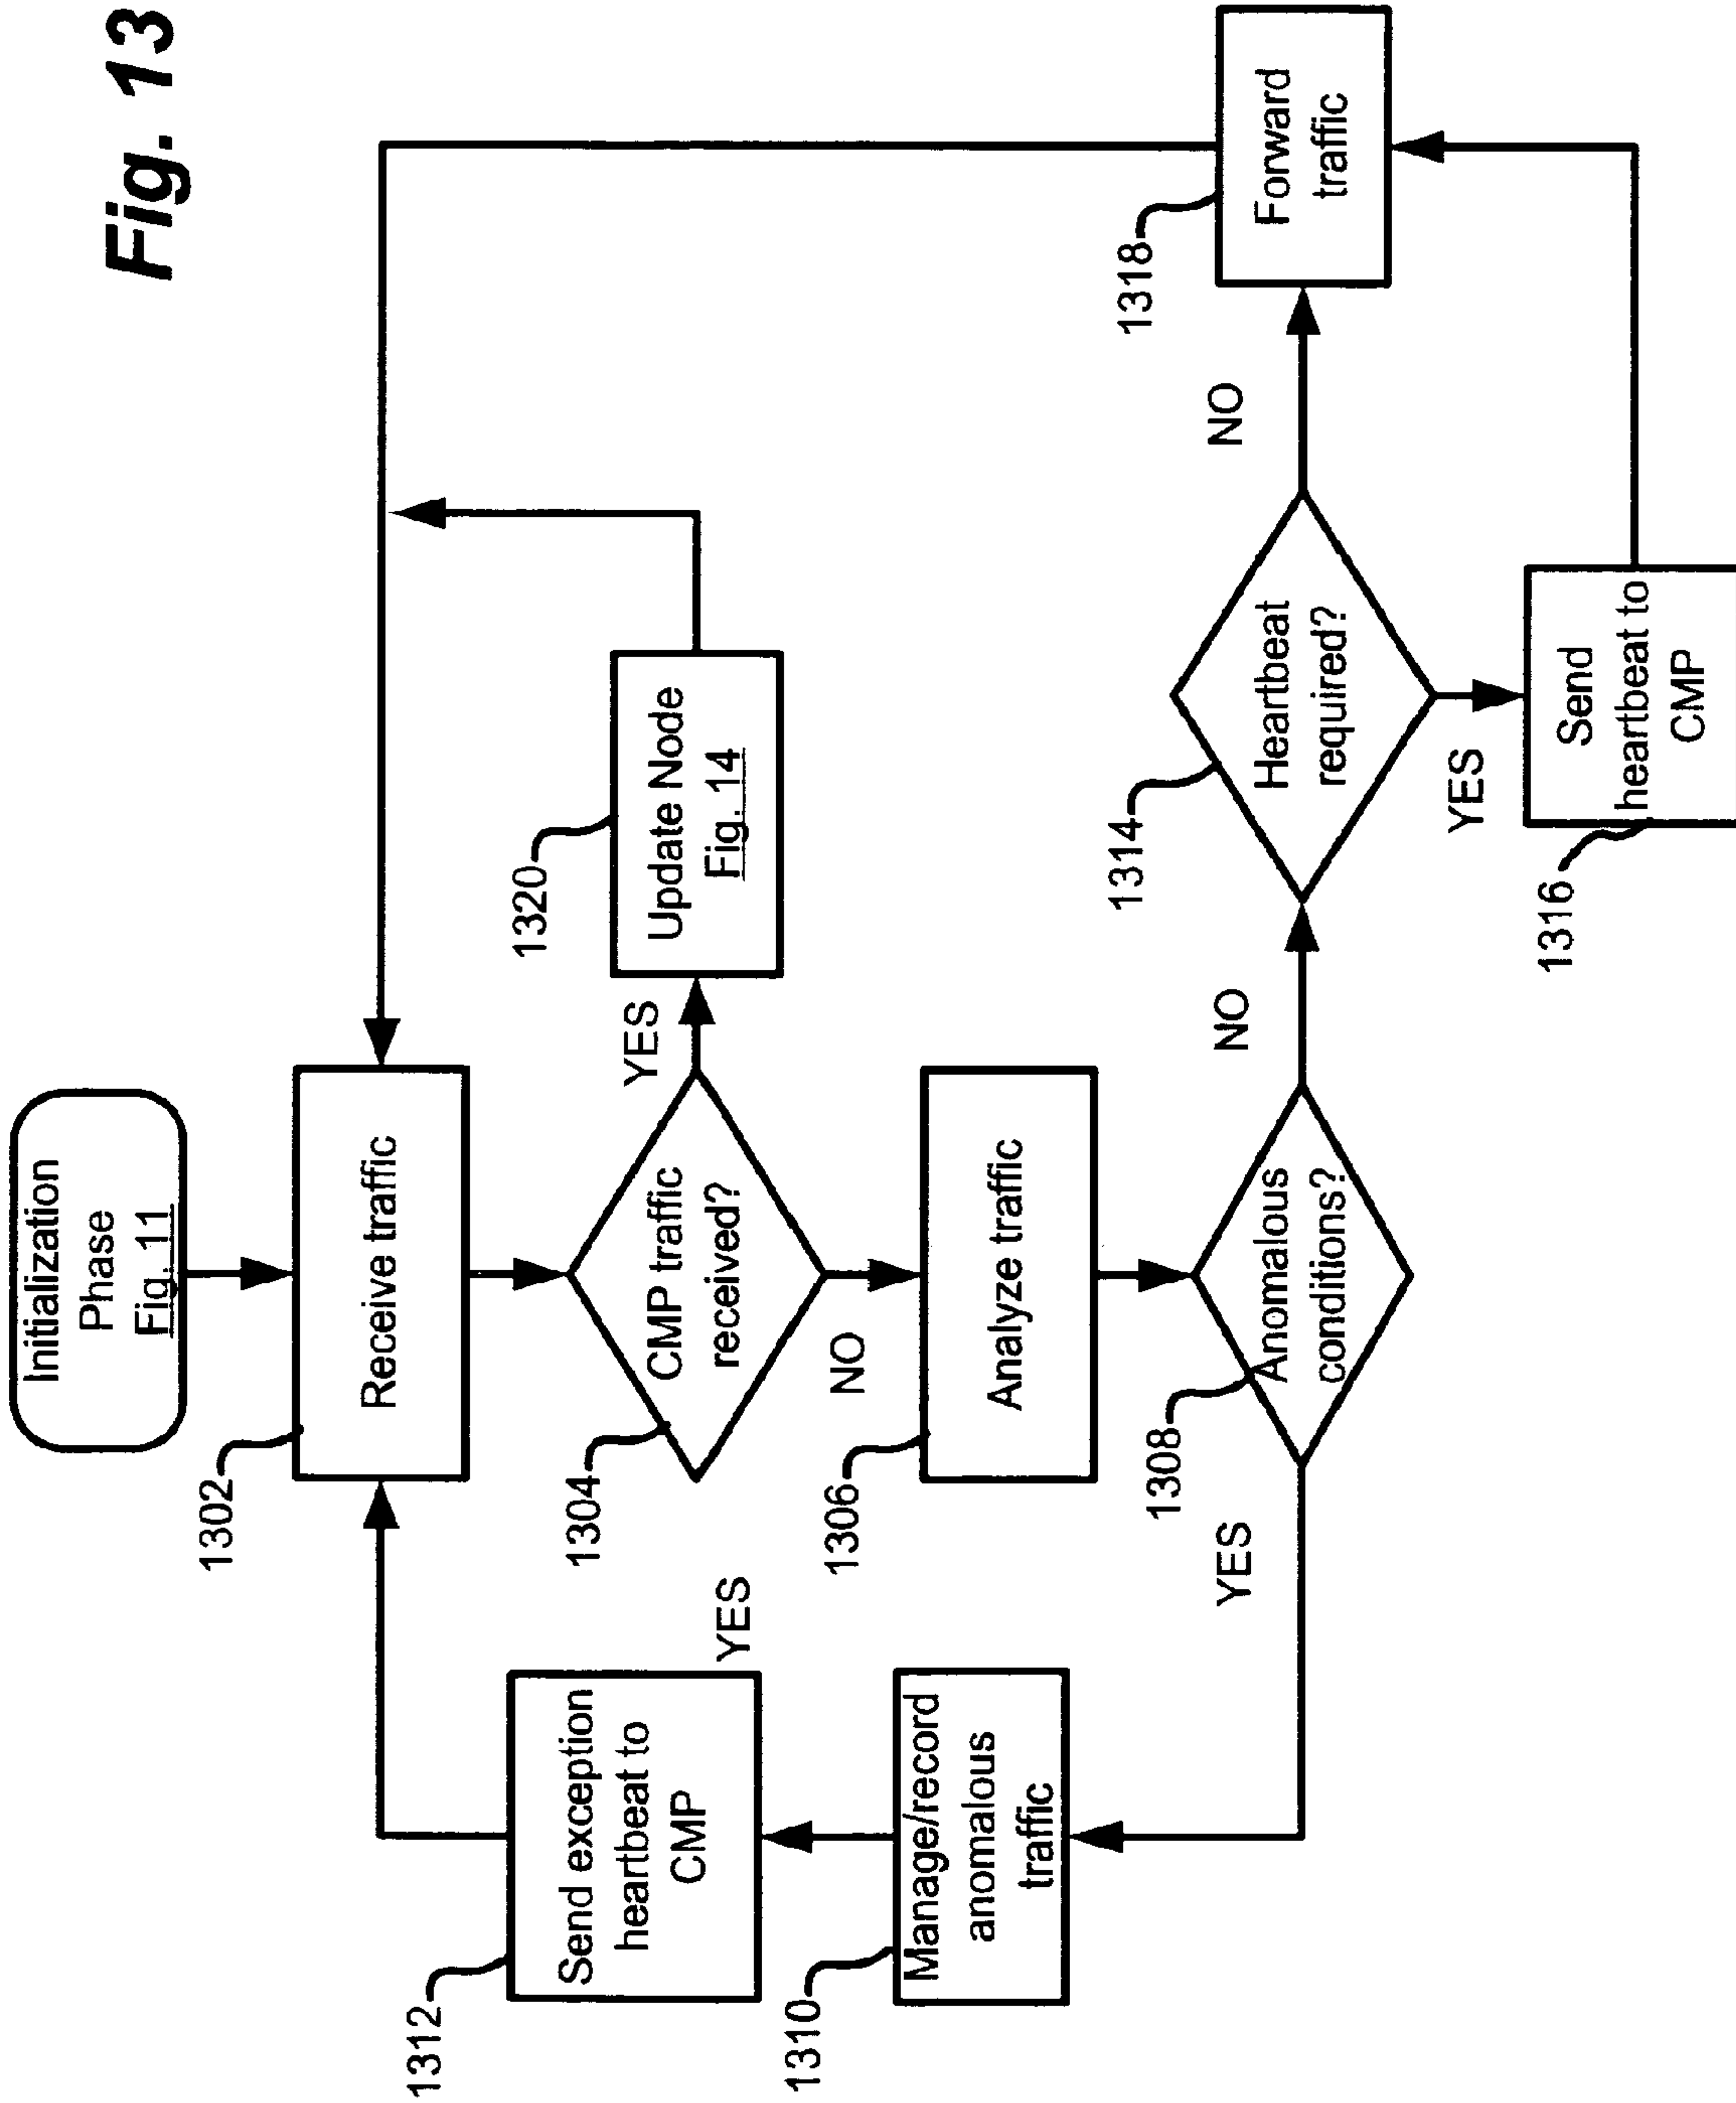 Fig. 13
Initialization
Phase
Fig. 11
1302
Receive traffic
1304
CMP traffic
received?
YES
1320
Update Node
Fig. 14
NO
1306
Analyze traffic
1308
Anomalous
conditions?
YES
NO
1310
Manage/record
anomalous
traffic
1312
Send exception
heartbeat to
CMP
YES
1314
Heartbeat
required?
NO
YES
1316
Send
heartbeat to
CMP
1318
Forward
traffic